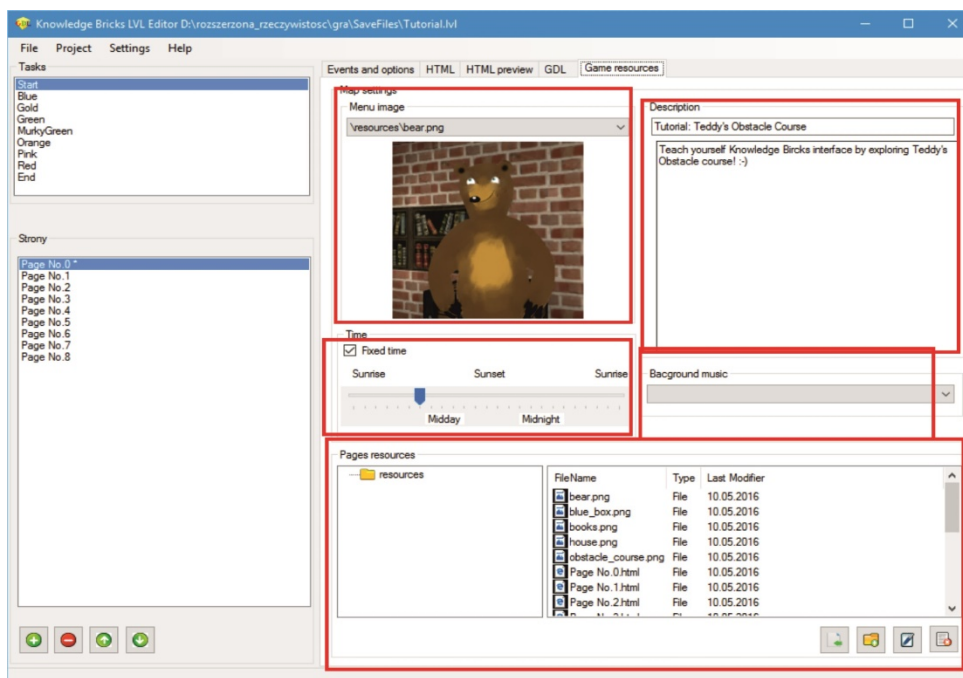 Knowledge Bricks LVL Editor D:\rozszerzona_rzeczywistosc\gra\SaveFiles\Tutorial.lvl
File Project Settings Help
Tasks
Start
Blue
Gold
Green
MurkyGreen
Orange
Pink
Red
End
Strony
Page No.0 *
Page No.1
Page No.2
Page No.3
Page No.4
Page No.5
Page No.6
Page No.7
Page No.8
Events and options HTML HTML preview GDL Game resources
Map settings
Menu image
\resources\bear.png
Description
Tutorial: Teddy's Obstacle Course
Teach yourself Knowledge Bircks interface by exploring Teddy's
Obstacle course! :-)
Time
Fixed time
Sunrise Sunset Sunrise
Midday Midnight
Bacground music
Pages resources
resources
FileName Type Last Modifier
bear.png File 10.05.2016
blue_box.png File 10.05.2016
books.png File 10.05.2016
house.png File 10.05.2016
obstacle_course.png File 10.05.2016
Page No.0.html File 10.05.2016
Page No.1.html File 10.05.2016
Page No.2.html File 10.05.2016